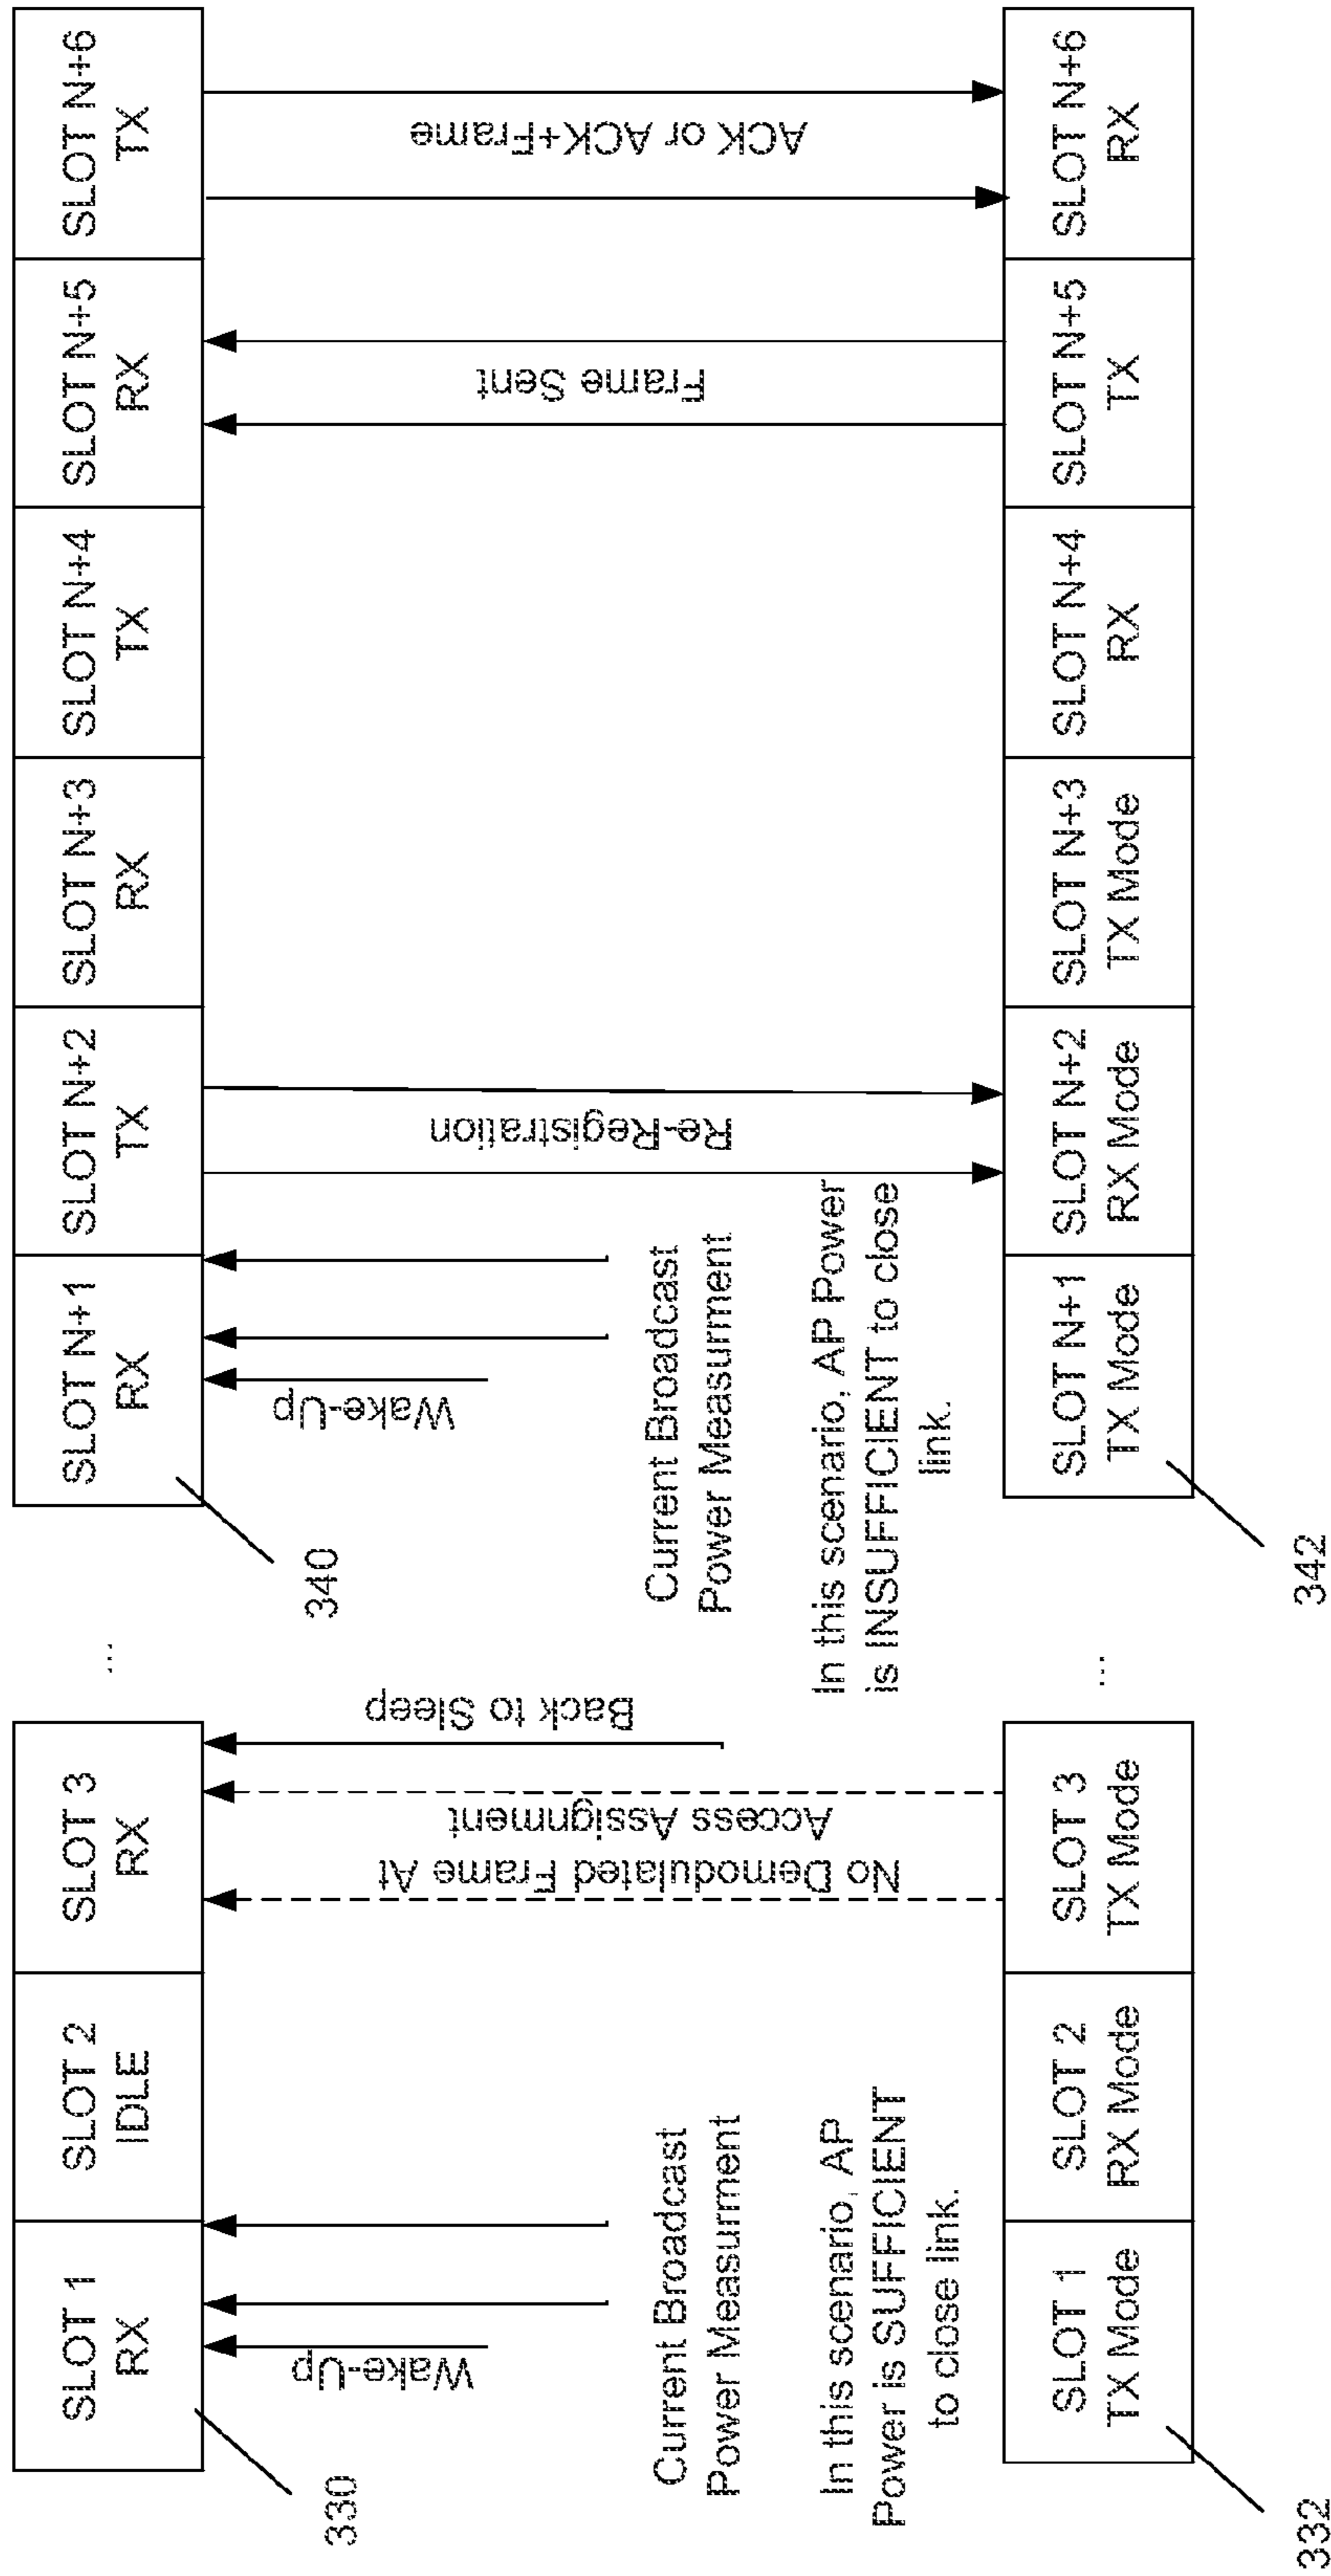 SLOT 1
RX
SLOT 2
IDLE
SLOT 3
RX
...
SLOT N+1
RX
SLOT N+2
TX
SLOT N+3
RX
SLOT N+4
TX
SLOT N+5
RX
SLOT N+6
TX
330
340
Wake-Up
Current Broadcast
Power Measurment
In this scenario, AP
Power is SUFFICIENT
to close link.
No Demodulated Frame At
Access Assignment
Back to Sleep
Wake-Up
Current Broadcast
Power Measurment
In this scenario, AP Power
is INSUFFICIENT to close
link.
Re-Registration
Frame Sent
ACK or ACK+Frame
SLOT 1
TX Mode
SLOT 2
RX Mode
SLOT 3
TX Mode
...
SLOT N+1
TX Mode
SLOT N+2
RX Mode
SLOT N+3
TX Mode
SLOT N+4
RX
SLOT N+5
TX
SLOT N+6
RX
332
342